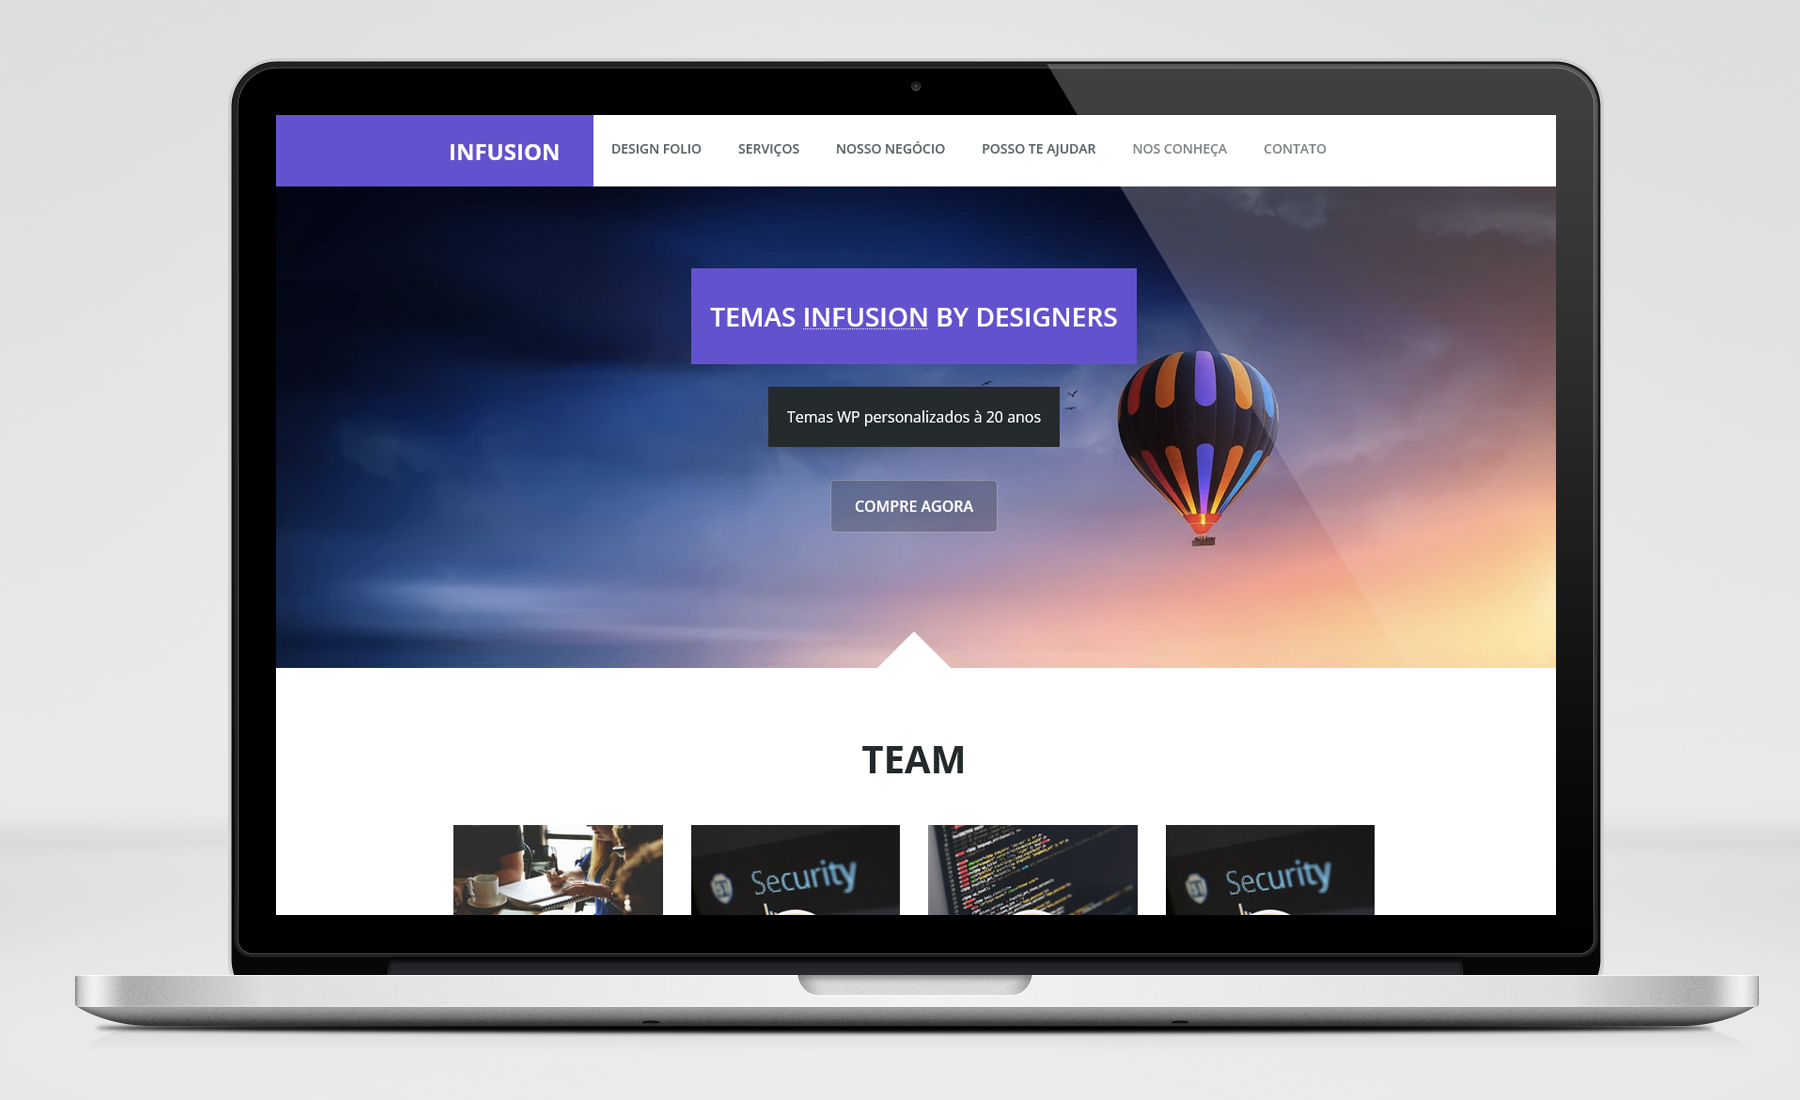 INFUSION
DESIGN FOLIO SERVIÇOS NOSSO NEGÓCIO POSSO TE AJUDAR NOS CONHEÇA CONTATO
TEMAS INFUSION BY DESIGNERS
Temas WP personalizados à 20 anos
COMPRE AGORA
TEAM
Security
Security